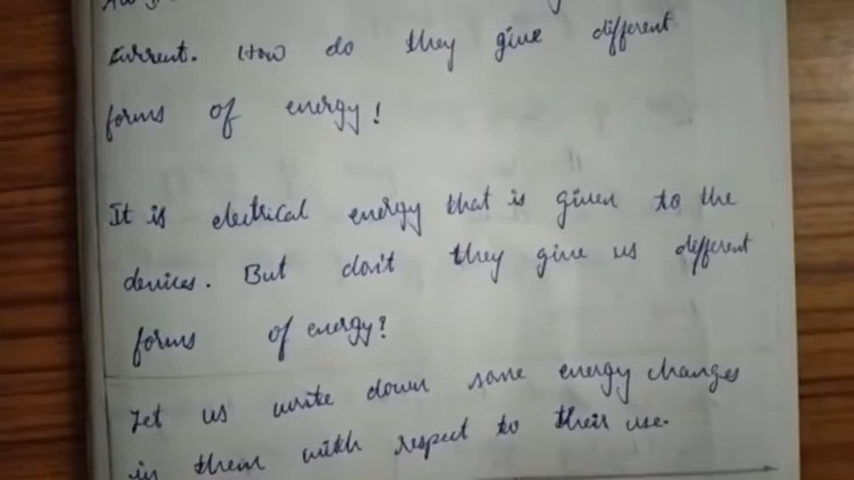 current. How do they give different
forms of energy!
It is electrical energy that is given to the
devices. But don't they give us different
forms of energy?
Let us write down some energy changes
in them with respect to their use.